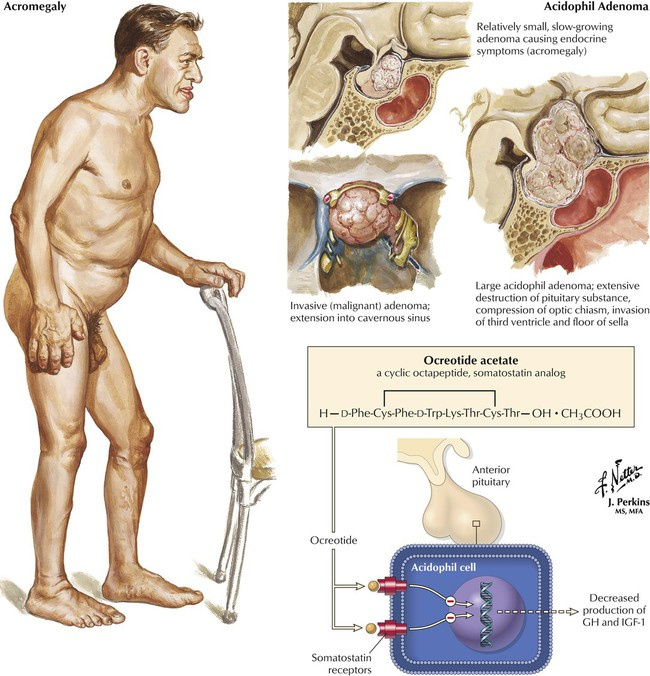 Acromegaly
Acidophil Adenoma
Relatively small, slow-growing
adenoma causing endocrine
symptoms (acromegaly)
Invasive (malignant) adenoma;
extension into cavernous sinus
Large acidophil adenoma; extensive
destruction of pituitary substance,
compression of optic chiasm, invasion
of third ventricle and floor of sella
Ocreotide acetate
a cyclic octapeptide, somatostatin analog
H—D-Phe-Cys-Phe-D-Trp-Lys-Thr-Cys-Thr—OH • CH₃COOH
Anterior
pituitary
F. Netter
M.D.
J. Perkins
MS, MFA
Ocreotide
Acidophil cell
Decreased
production of
GH and IGF-1
Somatostatin
receptors